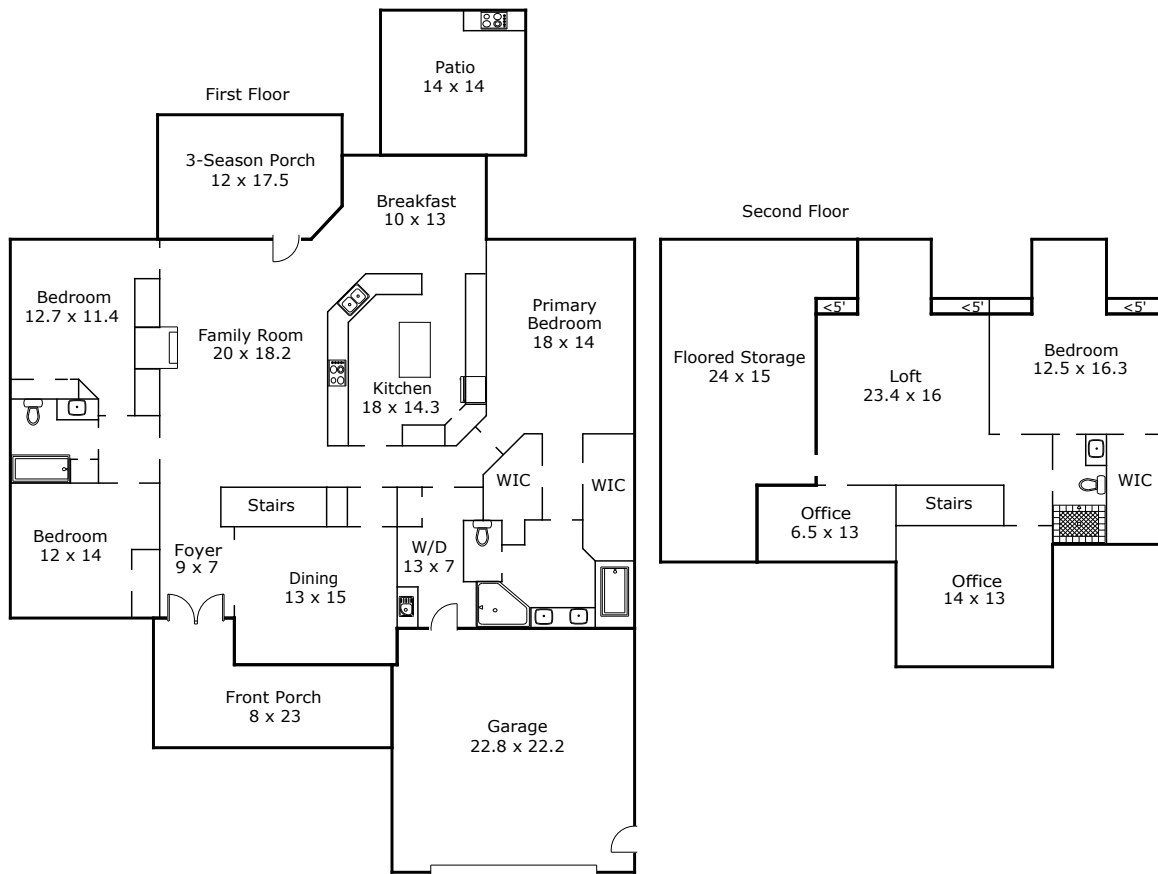 Patio
14 x 14
First Floor
3-Season Porch
12 x 17.5
Breakfast
10 x 13
Bedroom
12.7 x 11.4
Family Room
20 x 18.2
Primary
Bedroom
18 x 14
Kitchen
18 x 14.3
WIC
WIC
Stairs
Bedroom
12 x 14
Foyer
9 x 7
W/D
13 x 7
Dining
13 x 15
Front Porch
8 x 23
Garage
22.8 x 22.2
Second Floor
<5'
<5'
<5'
Floored Storage
24 x 15
Loft
23.4 x 16
Bedroom
12.5 x 16.3
WIC
Stairs
Office
6.5 x 13
Office
14 x 13